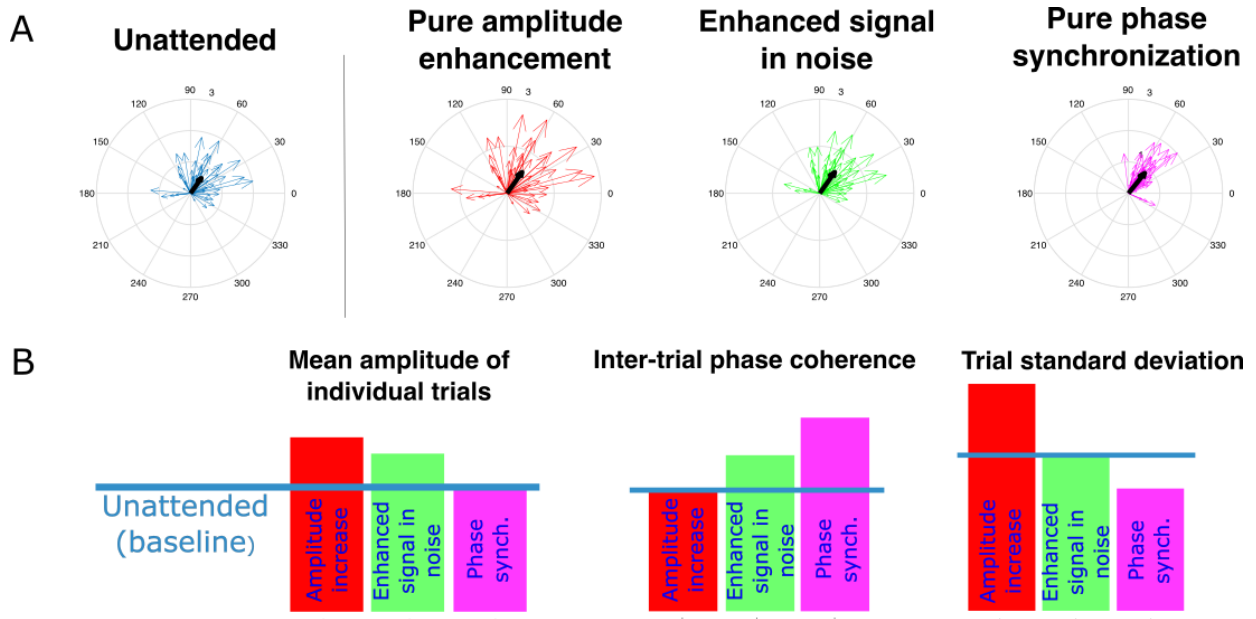 A
Unattended
Pure amplitude
enhancement
Enhanced signal
in noise
Pure phase
synchronization
90 3
120 60
150 30
180 0
210 330
240 300
270
90 3
120 60
150 30
180 0
210 330
240 300
270
90 3
120 60
150 30
180 0
210 330
240 300
270
90 3
120 60
150 30
180 0
210 330
240 300
270
B
Mean amplitude of
individual trials
Unattended
(baseline)
Amplitude
increase
Enhanced
signal in
noise
Phase
synch.
Inter-trial phase coherence
Amplitude
increase
Enhanced
signal in
noise
Phase
synch.
Trial standard deviation
Amplitude
increase
Enhanced
signal in
noise
Phase
synch.